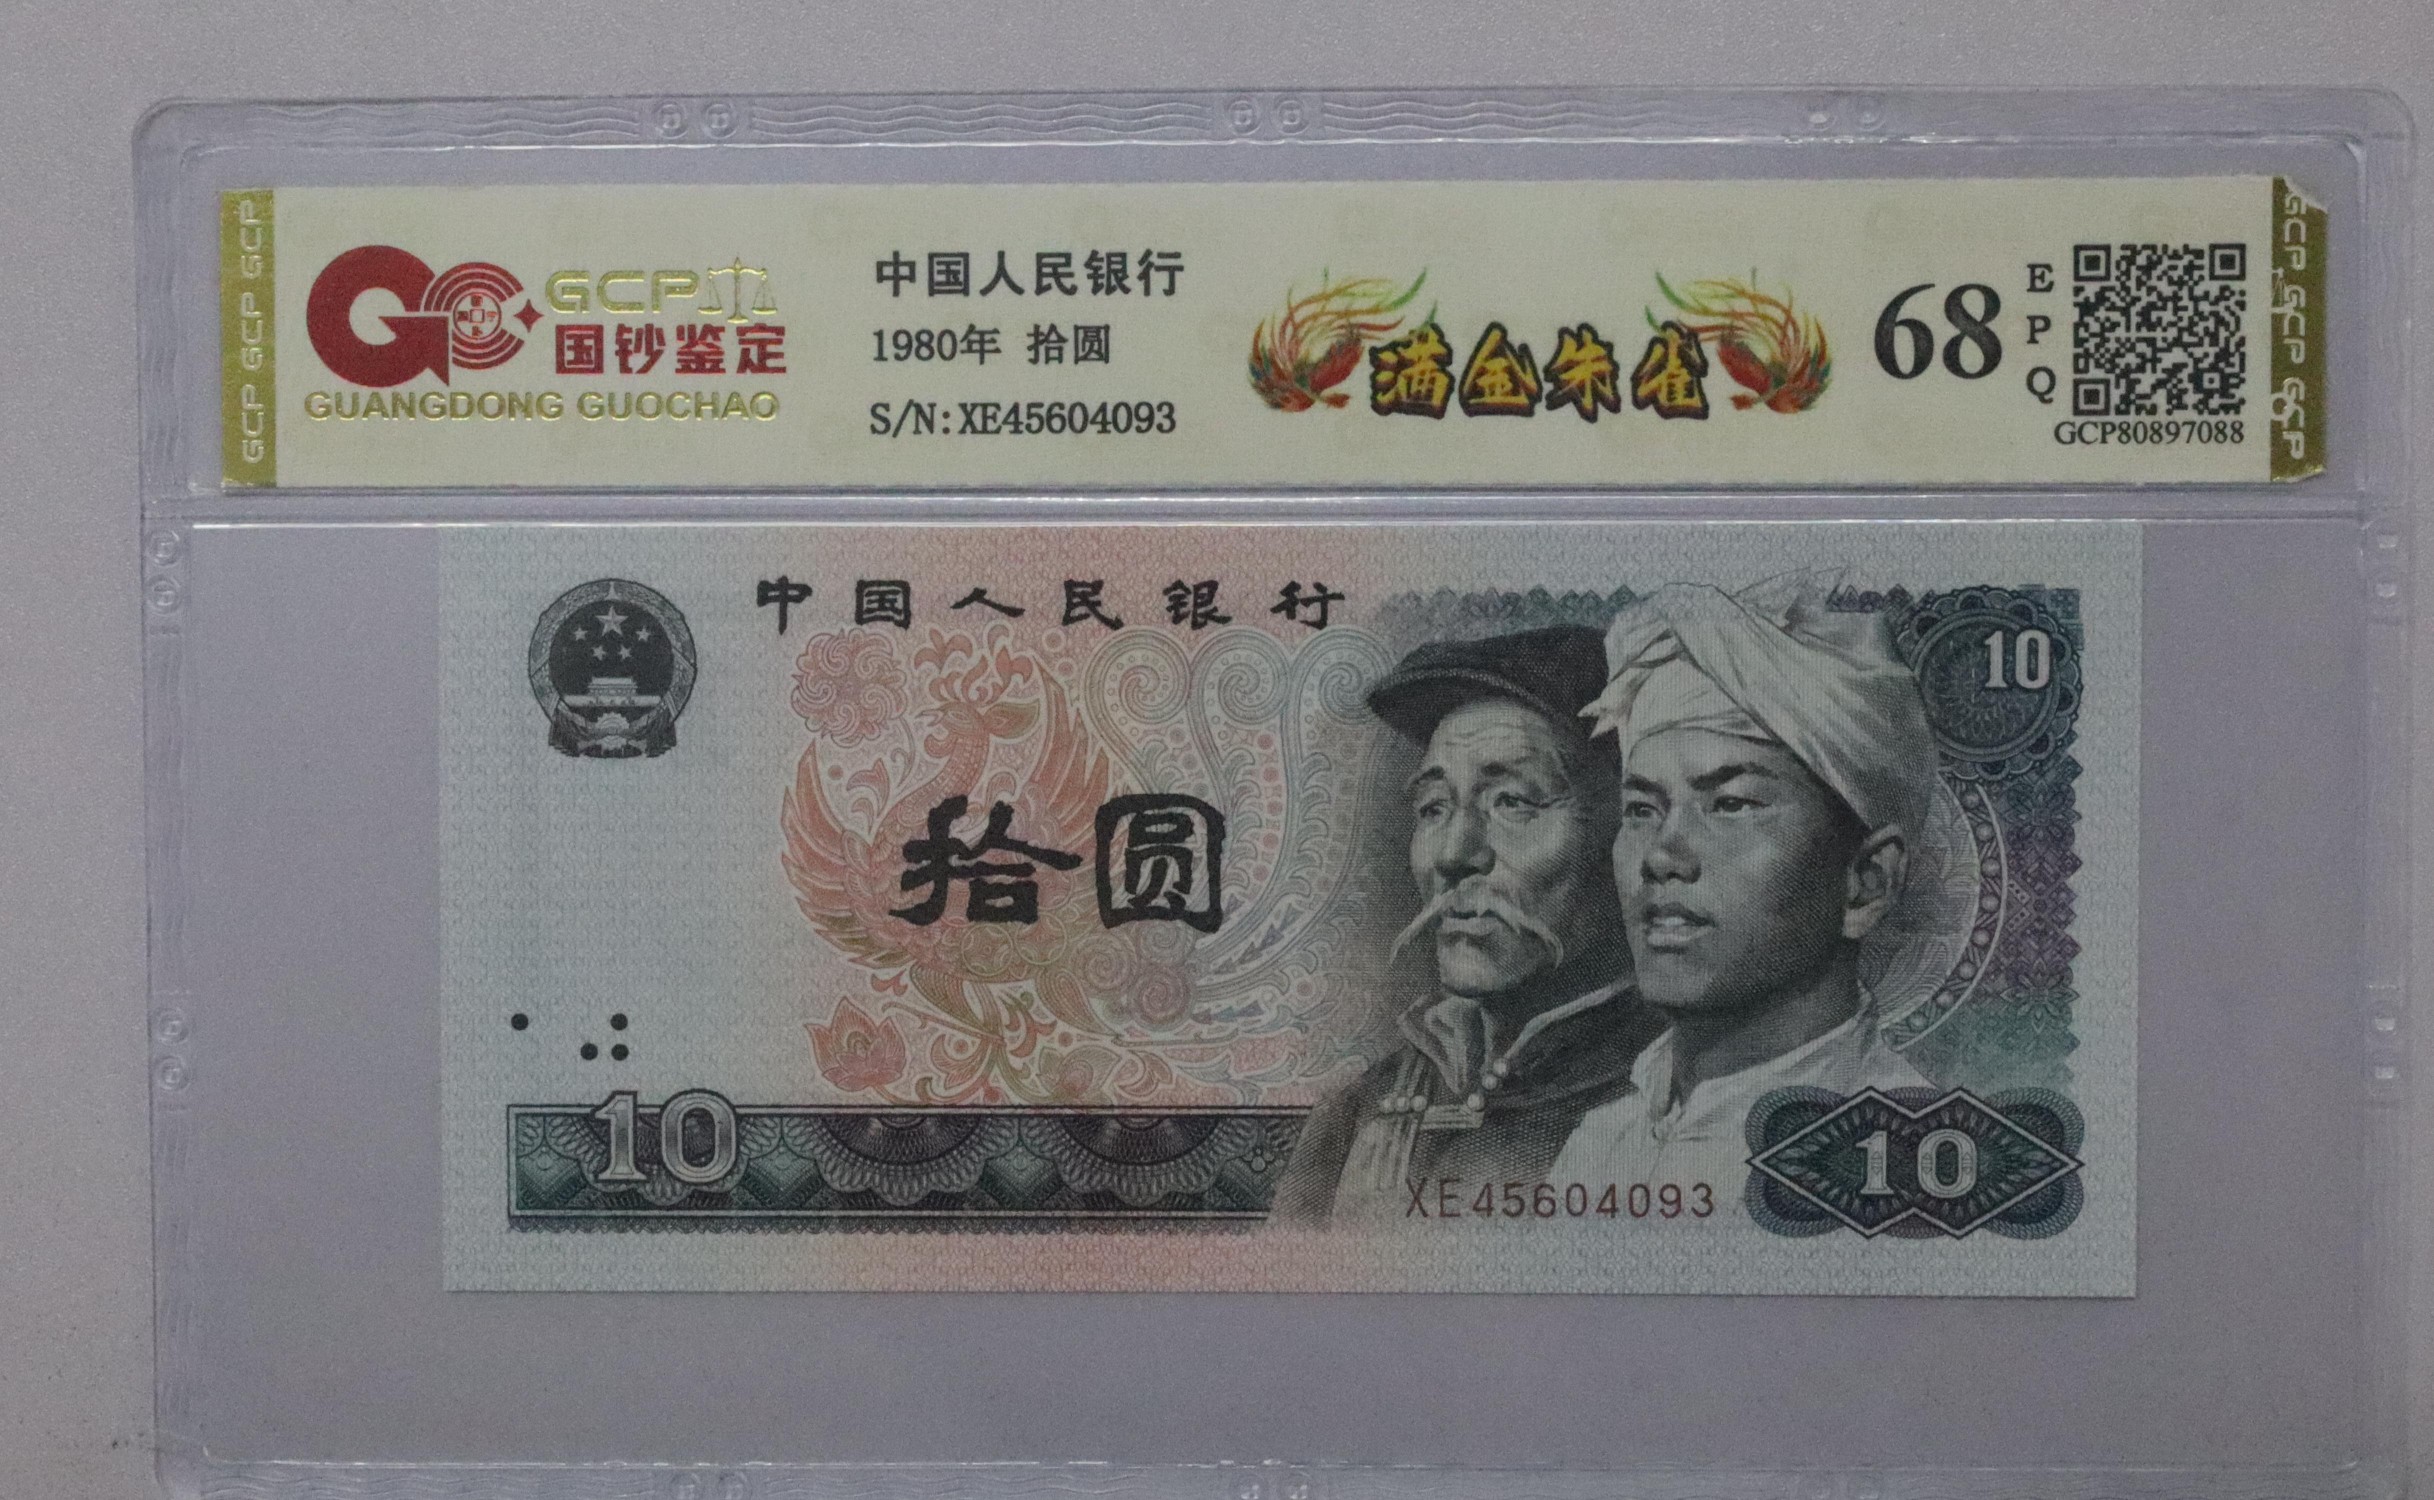 GCP GCP GCP
GCP
国钞鉴定
GUANGDONG GUOCHAO
中国人民银行
1980年 拾圆
S/N: XE45604093
满金朱雀
68
E
P
Q
GCP80897088
GCP GCP GCP
中国人民银行
10
拾圆
10
XE45604093
10